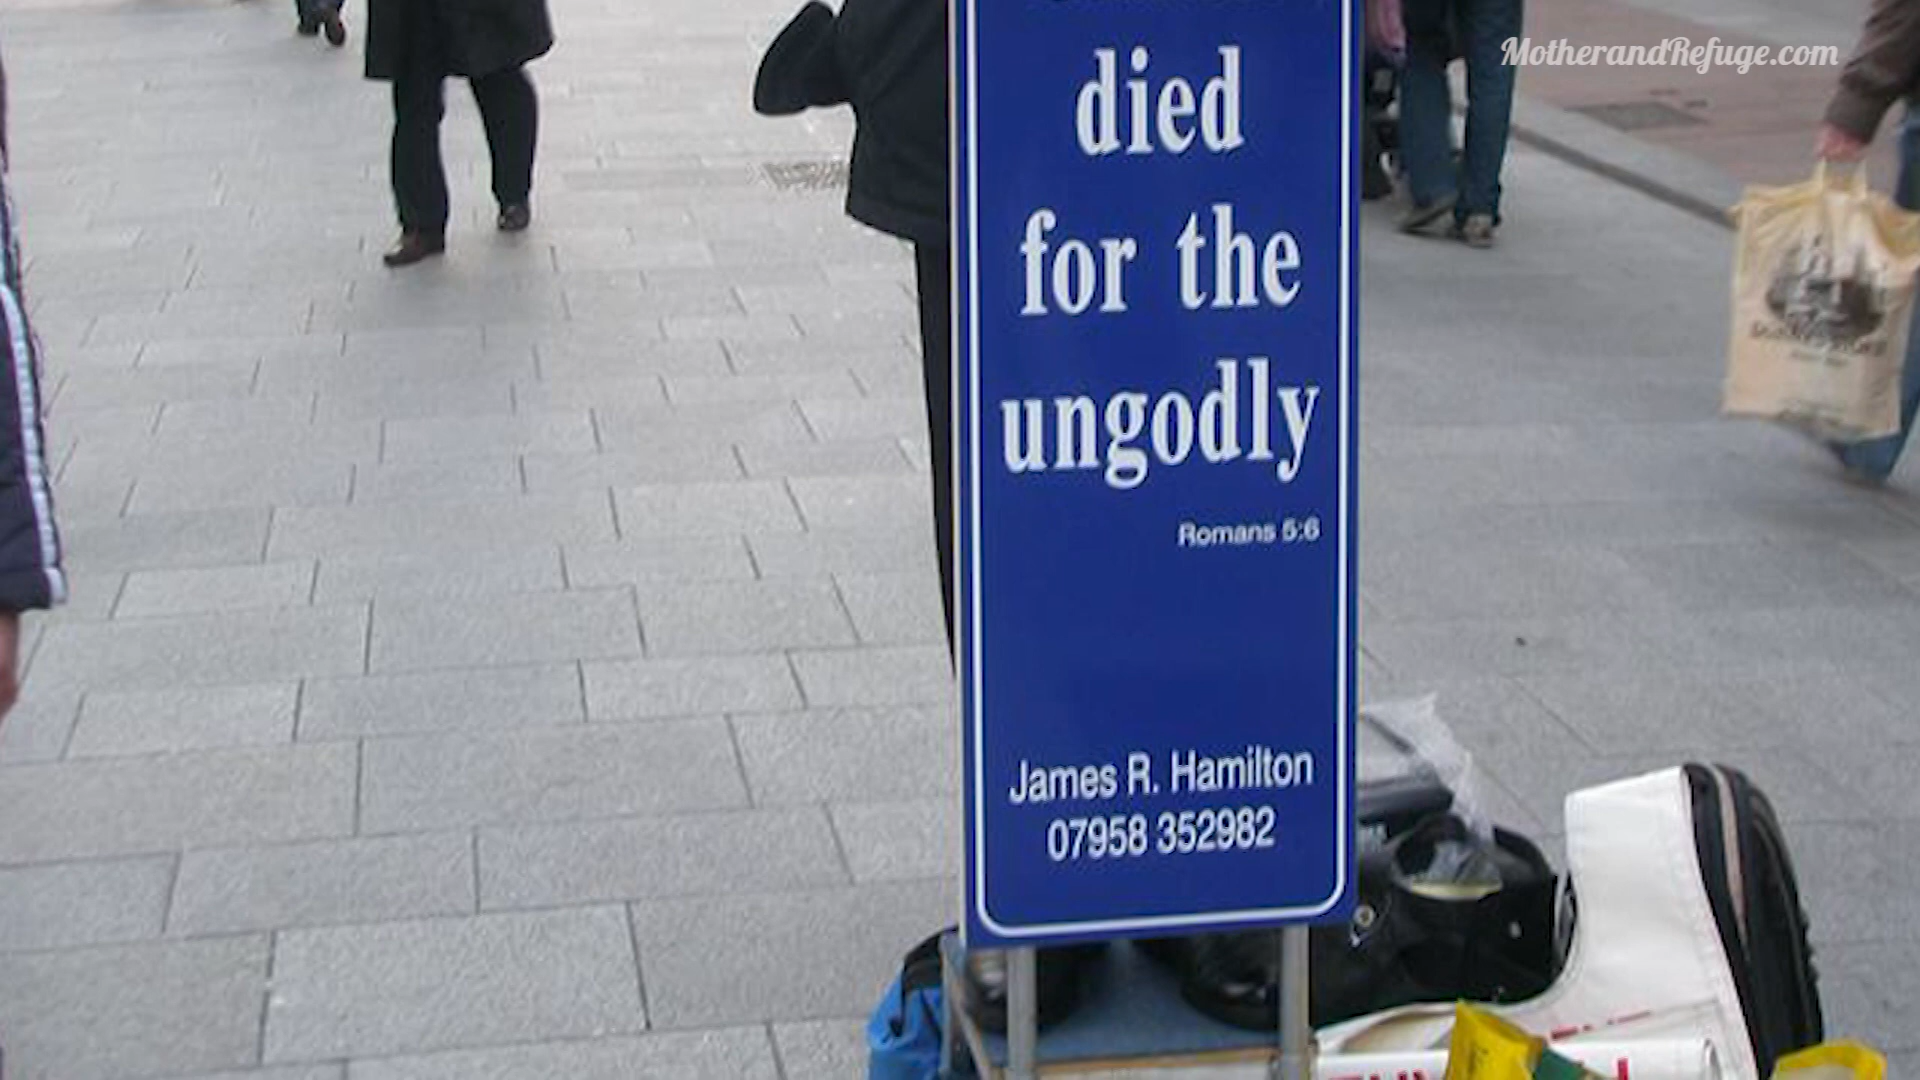 MotherandRefuge.com
died
for the
ungodly
Romans 5:6
James R. Hamilton
07958 352982